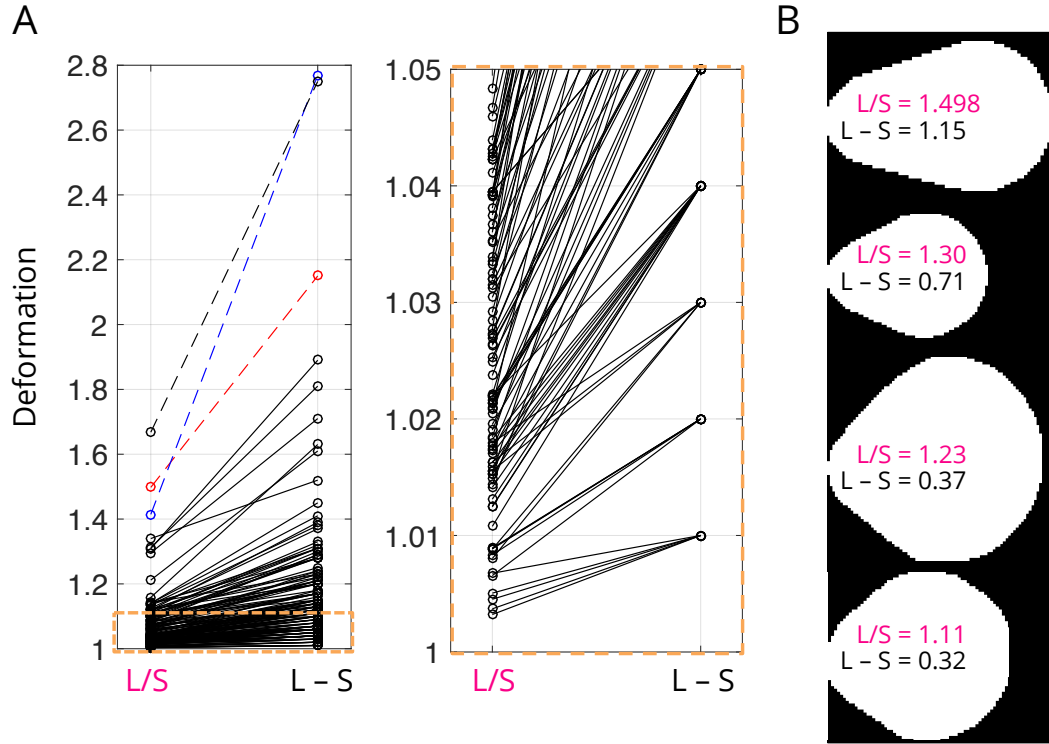 A
B
Deformation
2.8
2.6
2.4
2.2
2
1.8
1.6
1.4
1.2
1
L/S
L – S
1.05
1.04
1.03
1.02
1.01
1
L/S
L – S
L/S = 1.498
L – S = 1.15
L/S = 1.30
L – S = 0.71
L/S = 1.23
L – S = 0.37
L/S = 1.11
L – S = 0.32